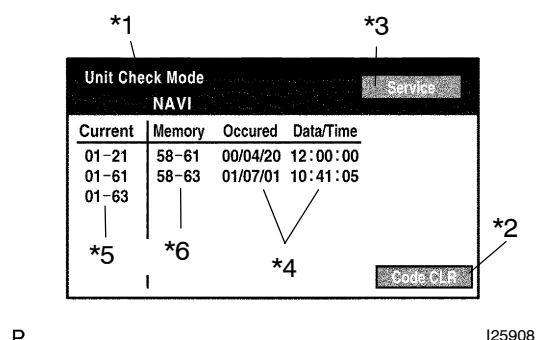 *1 *3
Unit Check Mode Service
NAVI
Current Memory Occured Data/Time
01-21 58-61 00/04/20 12:00:00
01-61 58-63 01/07/01 10:41:05
01-63
*5 *6 *4 *2
Code CLR
P I25908